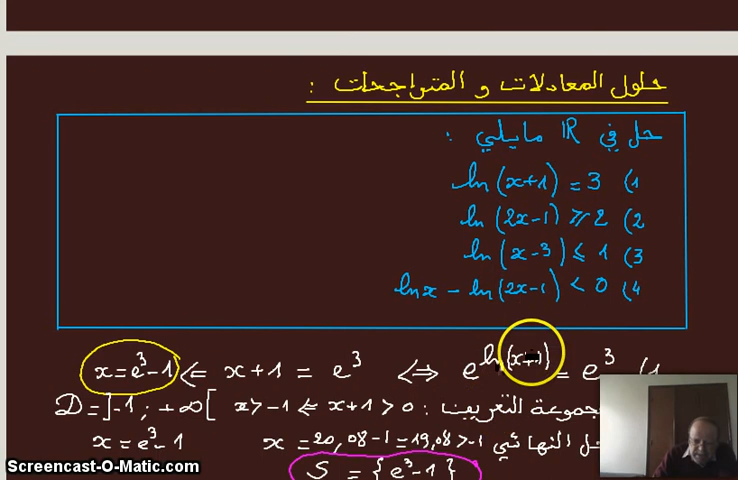 حلول المعادلات و المتراجحات :
حل في ℝ مايلي :
1) ln(x+1) = 3
2) ln(2x-1) ≥ 2
3) ln(x-3) ≤ 1
4) lnx - ln(2x-1) < 0
1) e^ln(x+1) = e³ ⇔ x+1 = e³ ⇐ x = e³-1
مجموعة التعريف : x+1 > 0 ⇒ x > -1 D = ]-1 ; +∞[
النهائي x = 20,08-1 = 19,08 > -1 x = e³-1
S = {e³-1}
Screencast-O-Matic.com